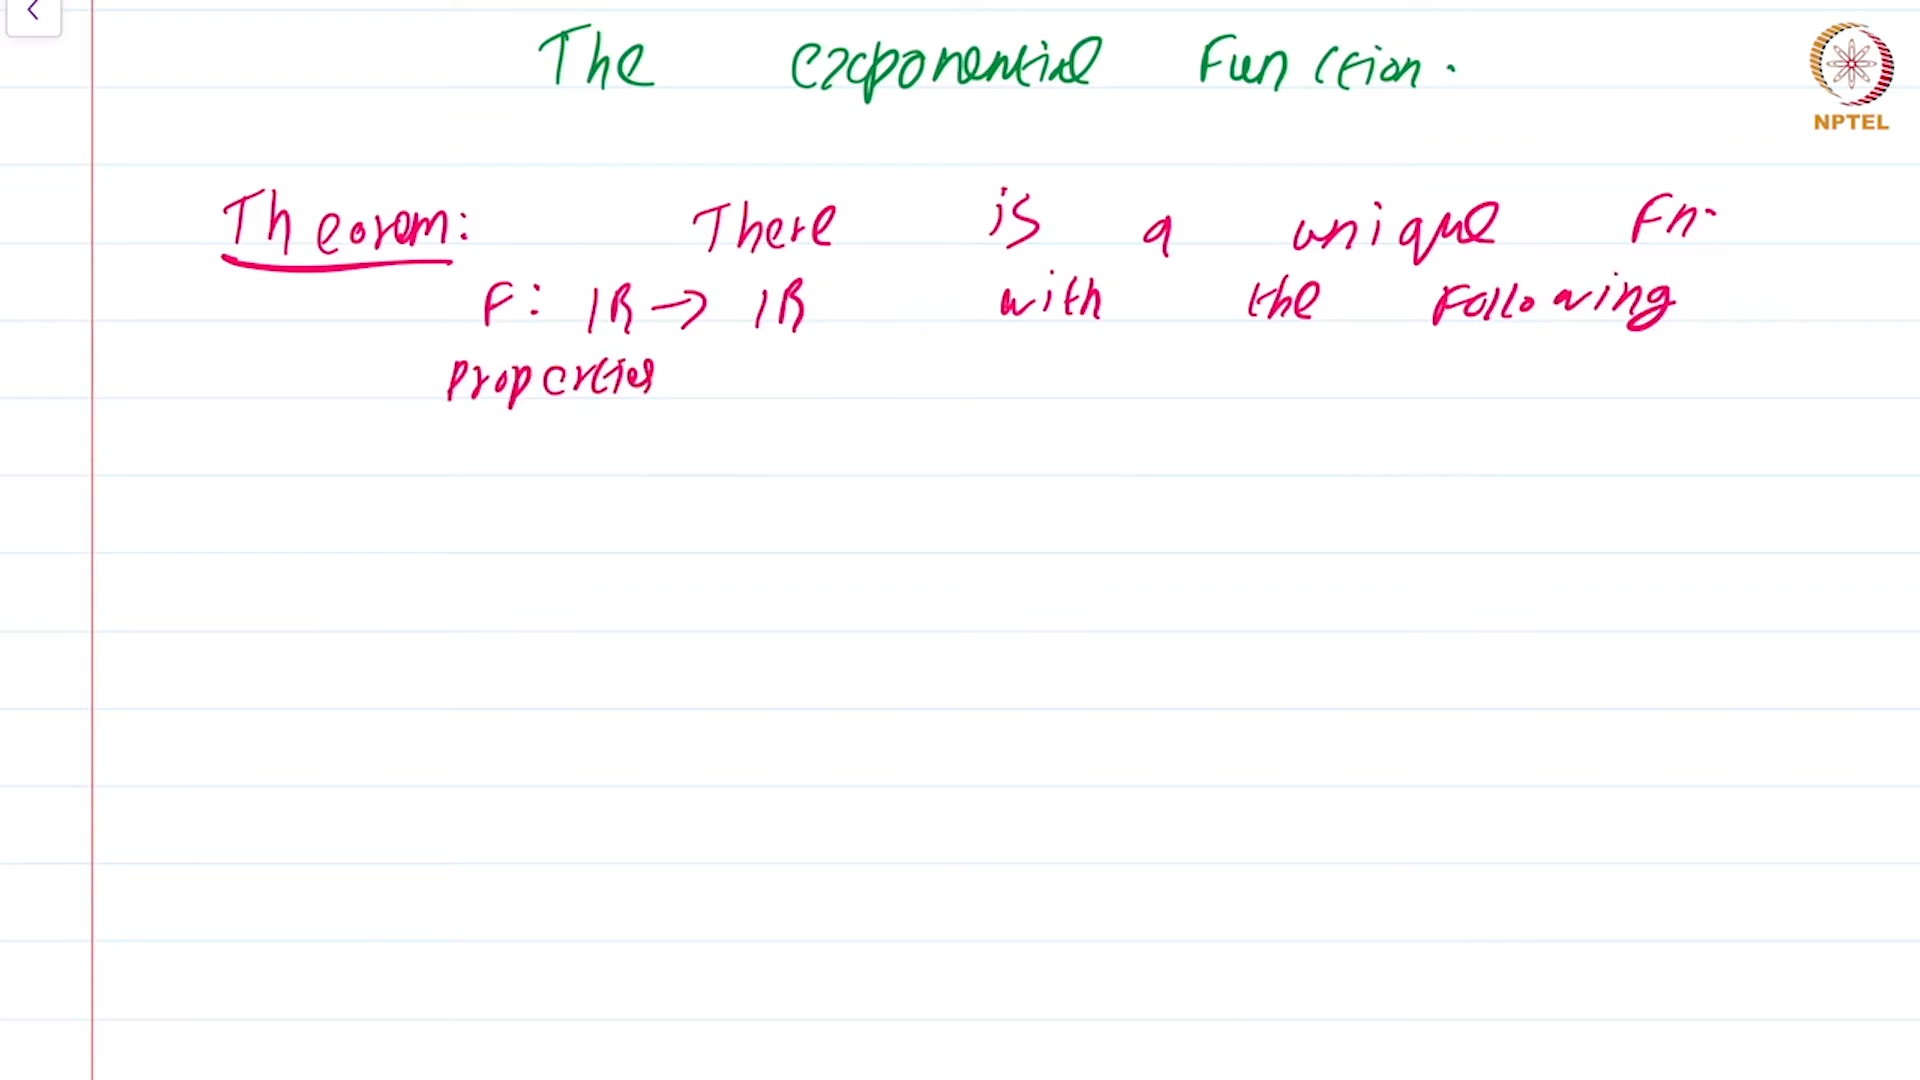 The exponential Function.
NPTEL
Theorem: There is a unique Fn.
F: IR → IR with the Following
properties